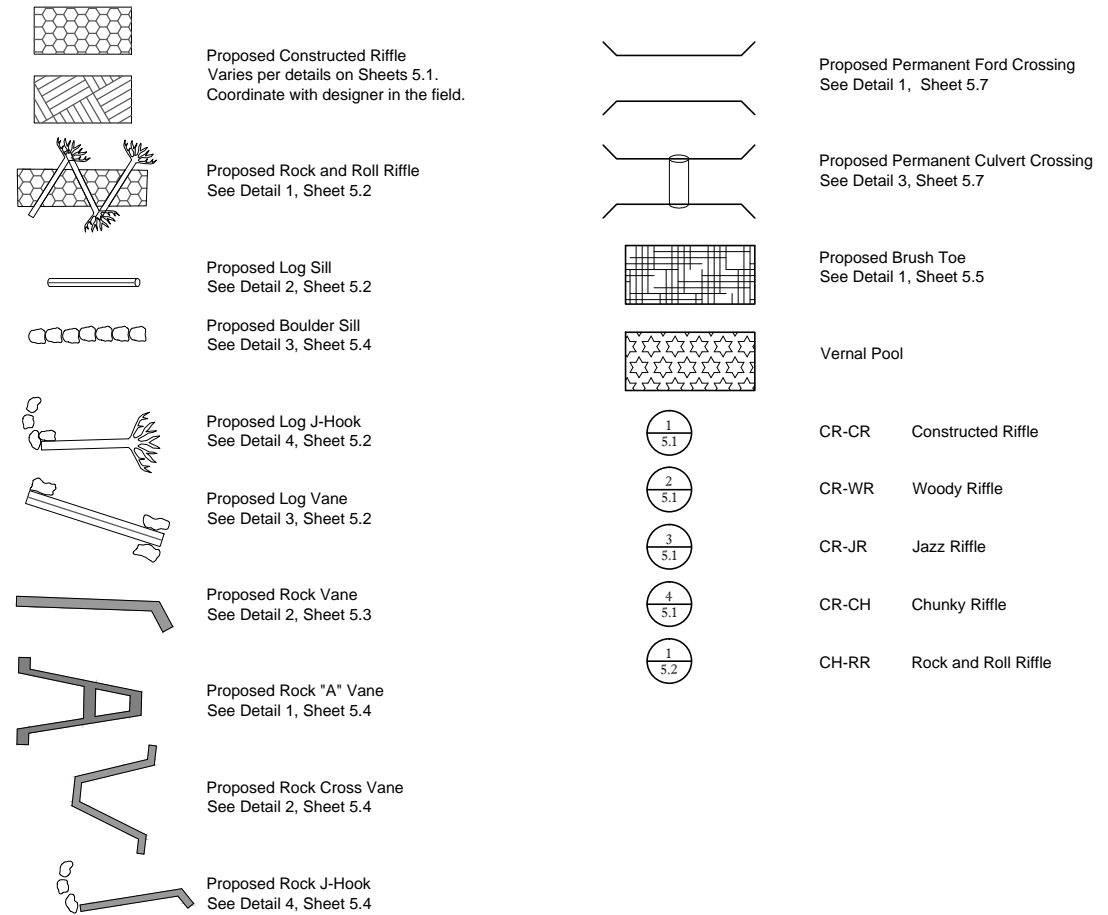 Proposed Constructed Riffle
Varies per details on Sheets 5.1.
Coordinate with designer in the field.
Proposed Rock and Roll Riffle
See Detail 1, Sheet 5.2
Proposed Log Sill
See Detail 2, Sheet 5.2
Proposed Boulder Sill
See Detail 3, Sheet 5.4
Proposed Log J-Hook
See Detail 4, Sheet 5.2
Proposed Log Vane
See Detail 3, Sheet 5.2
Proposed Rock Vane
See Detail 2, Sheet 5.3
Proposed Rock "A" Vane
See Detail 1, Sheet 5.4
Proposed Rock Cross Vane
See Detail 2, Sheet 5.4
Proposed Rock J-Hook
See Detail 4, Sheet 5.4
Proposed Permanent Ford Crossing
See Detail 1, Sheet 5.7
Proposed Permanent Culvert Crossing
See Detail 3, Sheet 5.7
Proposed Brush Toe
See Detail 1, Sheet 5.5
Vernal Pool
1
5.1
CR-CR Constructed Riffle
2
5.1
CR-WR Woody Riffle
3
5.1
CR-JR Jazz Riffle
4
5.1
CR-CH Chunky Riffle
1
5.2
CH-RR Rock and Roll Riffle